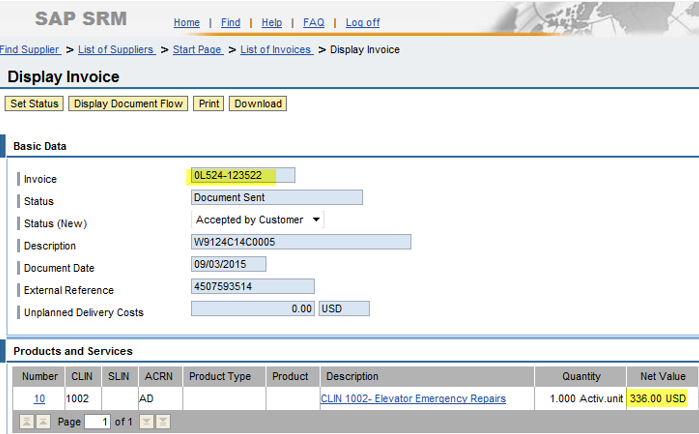 SAP SRM
Home | Find | Help | FAQ | Log off
Find Supplier > List of Suppliers > Start Page > List of Invoices > Display Invoice
Display Invoice
Set Status Display Document Flow Print Download
Basic Data
Invoice 0L524-123522
Status Document Sent
Status (New) Accepted by Customer
Description W9124C14C0005
Document Date 09/03/2015
External Reference 4507593514
Unplanned Delivery Costs 0.00 USD
Products and Services
Number CLIN SLIN ACRN Product Type Product Description Quantity Net Value
10 1002 AD CLIN 1002- Elevator Emergency Repairs 1.000 Activ.unit 336.00 USD
Page 1 of 1